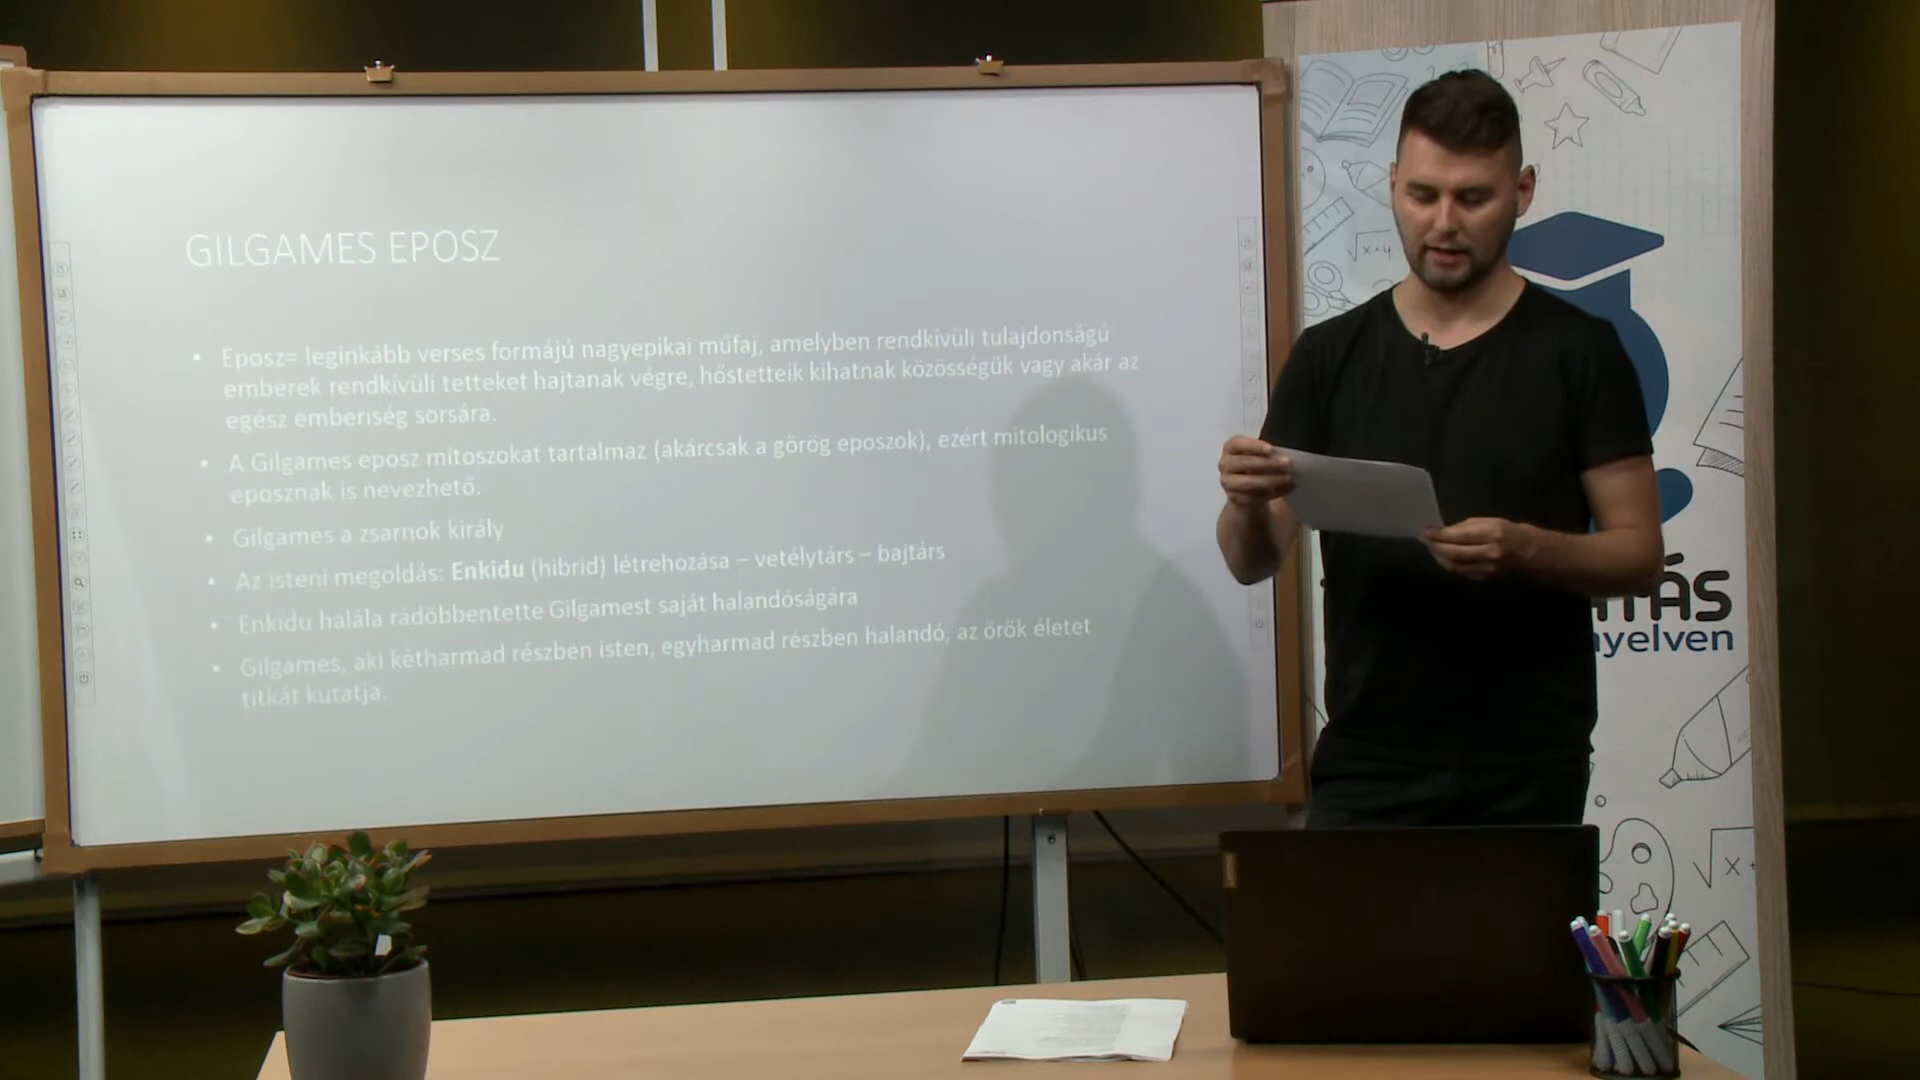 GILGAMES EPOSZ
• Eposz= leginkább verses formájú nagyepikai műfaj, amelyben rendkívüli tulajdonságú
emberek rendkívüli tetteket hajtanak végre, hőstetteik kihatnak közösségük vagy akár az
egész emberiség sorsára.
• A Gilgames eposz mítoszokat tartalmaz (akárcsak a görög eposzok), ezért mitologikus
eposznak is nevezhető.
• Gilgames a zsarnok király
• Az isteni megoldás: Enkidu (hibrid) létrehozása – vetélytárs – bajtárs
• Enkidu halála rádöbbentette Gilgamest saját halandóságára
• Gilgames, aki kétharmad részben isten, egyharmad részben halandó, az örök életet
titkát kutatja.
√x+y
TÁS
nyelven
√x+